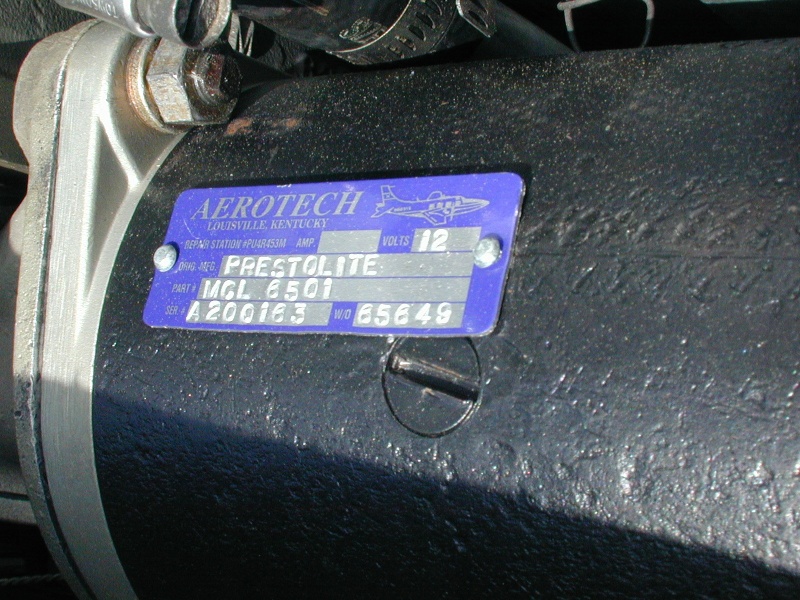 AEROTECH
LOUISVILLE, KENTUCKY
REPAIR STATION #PU4R453M AMP. VOLTS 12
ORIG. MFG. PRESTOLITE
PART # MGL 6501
SER. # A200163 W/O 65649